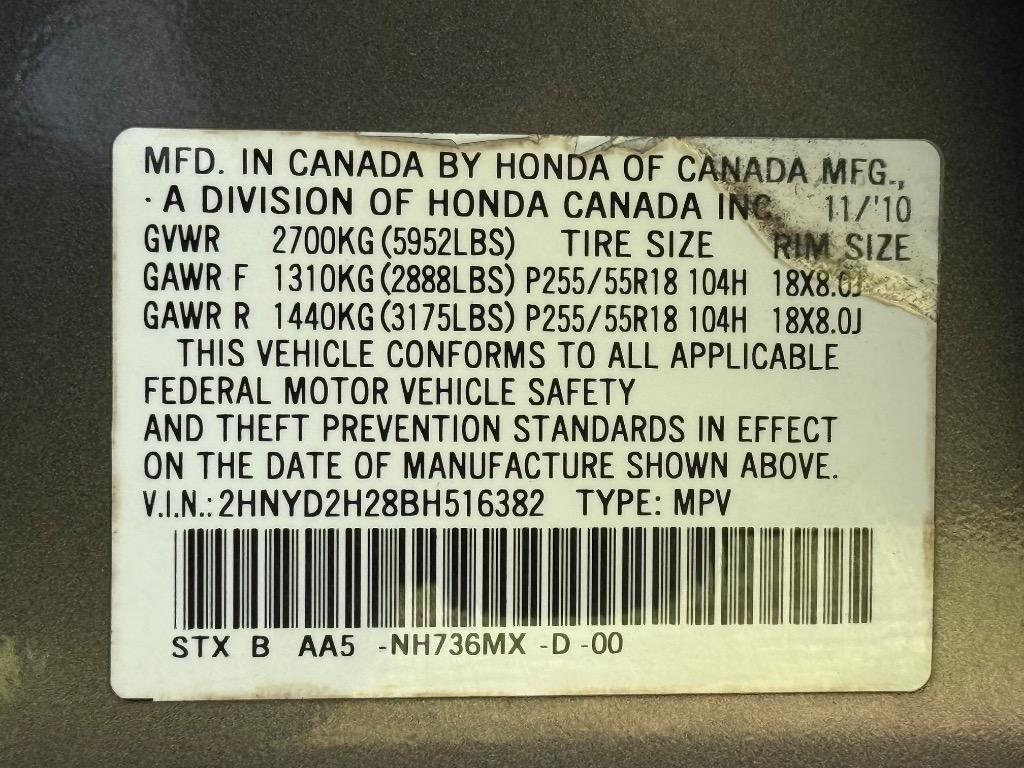 MFD. IN CANADA BY HONDA OF CANADA MFG.,
· A DIVISION OF HONDA CANADA INC. 11/'10
GVWR 2700KG (5952LBS) TIRE SIZE RIM SIZE
GAWR F 1310KG (2888LBS) P255/55R18 104H 18X8.0J
GAWR R 1440KG (3175LBS) P255/55R18 104H 18X8.0J
THIS VEHICLE CONFORMS TO ALL APPLICABLE
FEDERAL MOTOR VEHICLE SAFETY
AND THEFT PREVENTION STANDARDS IN EFFECT
ON THE DATE OF MANUFACTURE SHOWN ABOVE.
V.I.N.: 2HNYD2H28BH516382 TYPE: MPV
STX B AA5 -NH736MX -D -00